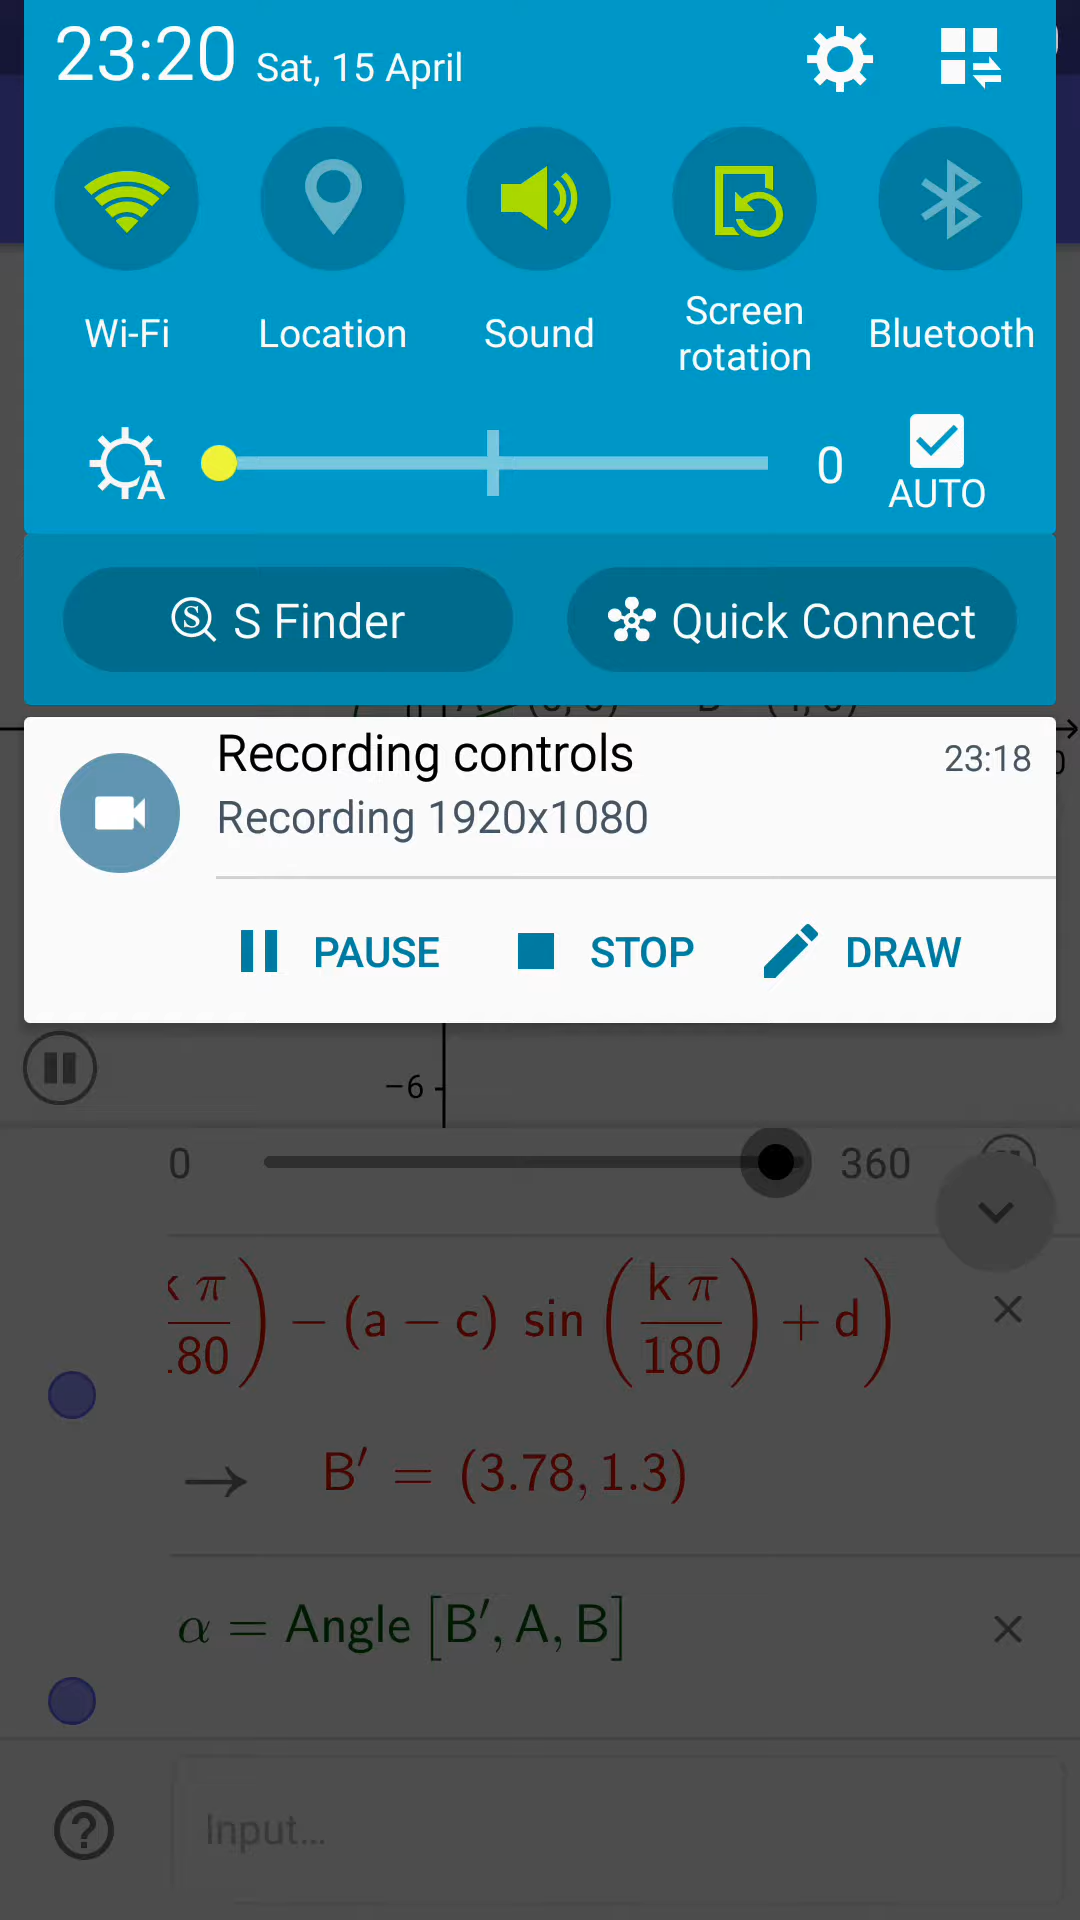 23:20 Sat, 15 April
Wi-Fi
Location
Sound
Screen
rotation
Bluetooth
A
0
AUTO
S Finder
Quick Connect
Recording controls
23:18
Recording 1920x1080
PAUSE
STOP
DRAW
−6
0
360
k π
180 ) − (a − c) sin ( k π / 180 ) + d )
→ B′ = (3.78, 1.3)
α = Angle [B′, A, B]
Input...